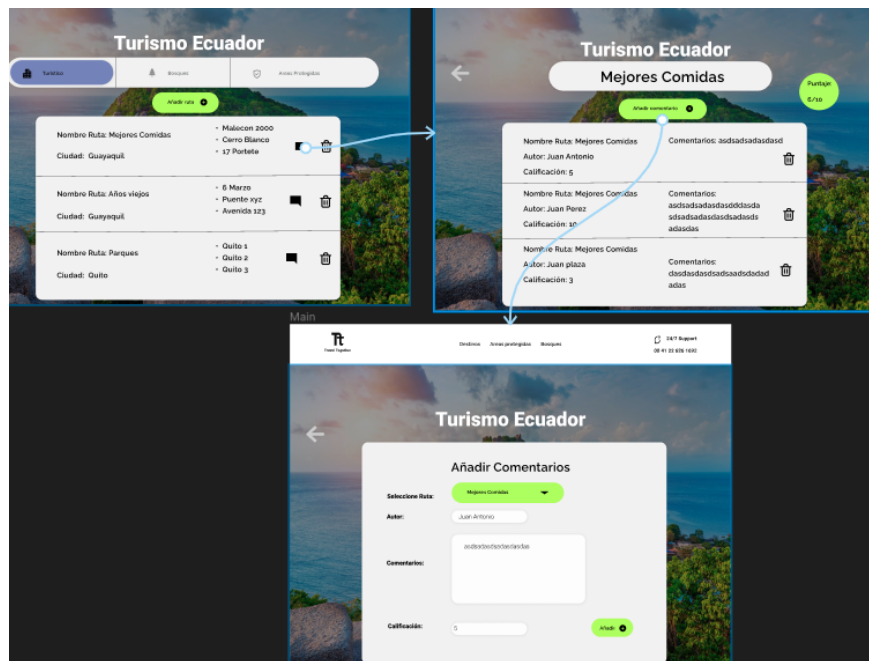 Turismo Ecuador
Turístico
Bosques
Areas Protegidas
Añadir ruta
Nombre Ruta: Mejores Comidas
Ciudad: Guayaquil
• Malecon 2000
• Cerro Blanco
• 17 Portete
Nombre Ruta: Años viejos
Ciudad: Guayaquil
• 6 Marzo
• Puente xyz
• Avenida 123
Nombre Ruta: Parques
Ciudad: Quito
• Quito 1
• Quito 2
• Quito 3
Turismo Ecuador
Mejores Comidas
Puntaje:
6/10
Añadir comentario
Nombre Ruta: Mejores Comidas
Autor: Juan Antonio
Calificación: 5
Comentarios: asdsadsadasdasd
Nombre Ruta: Mejores Comidas
Autor: Juan Perez
Calificación: 10
Comentarios:
asdsadsadasdasdddasda
sdsadsadasdasdsadasds
adasdas
Nombre Ruta: Mejores Comidas
Autor: Juan plaza
Calificación: 3
Comentarios:
dasdasdasdsadsaadsdadad
adas
Main
Tt
Travel Together
Destinos
Areas protegidas
Bosques
24/7 Support
Turismo Ecuador
Añadir Comentarios
Seleccione Ruta:
Mejores Comidas
Autor:
Juan Antonio
Comentarios:
Calificación:
5
Añadir